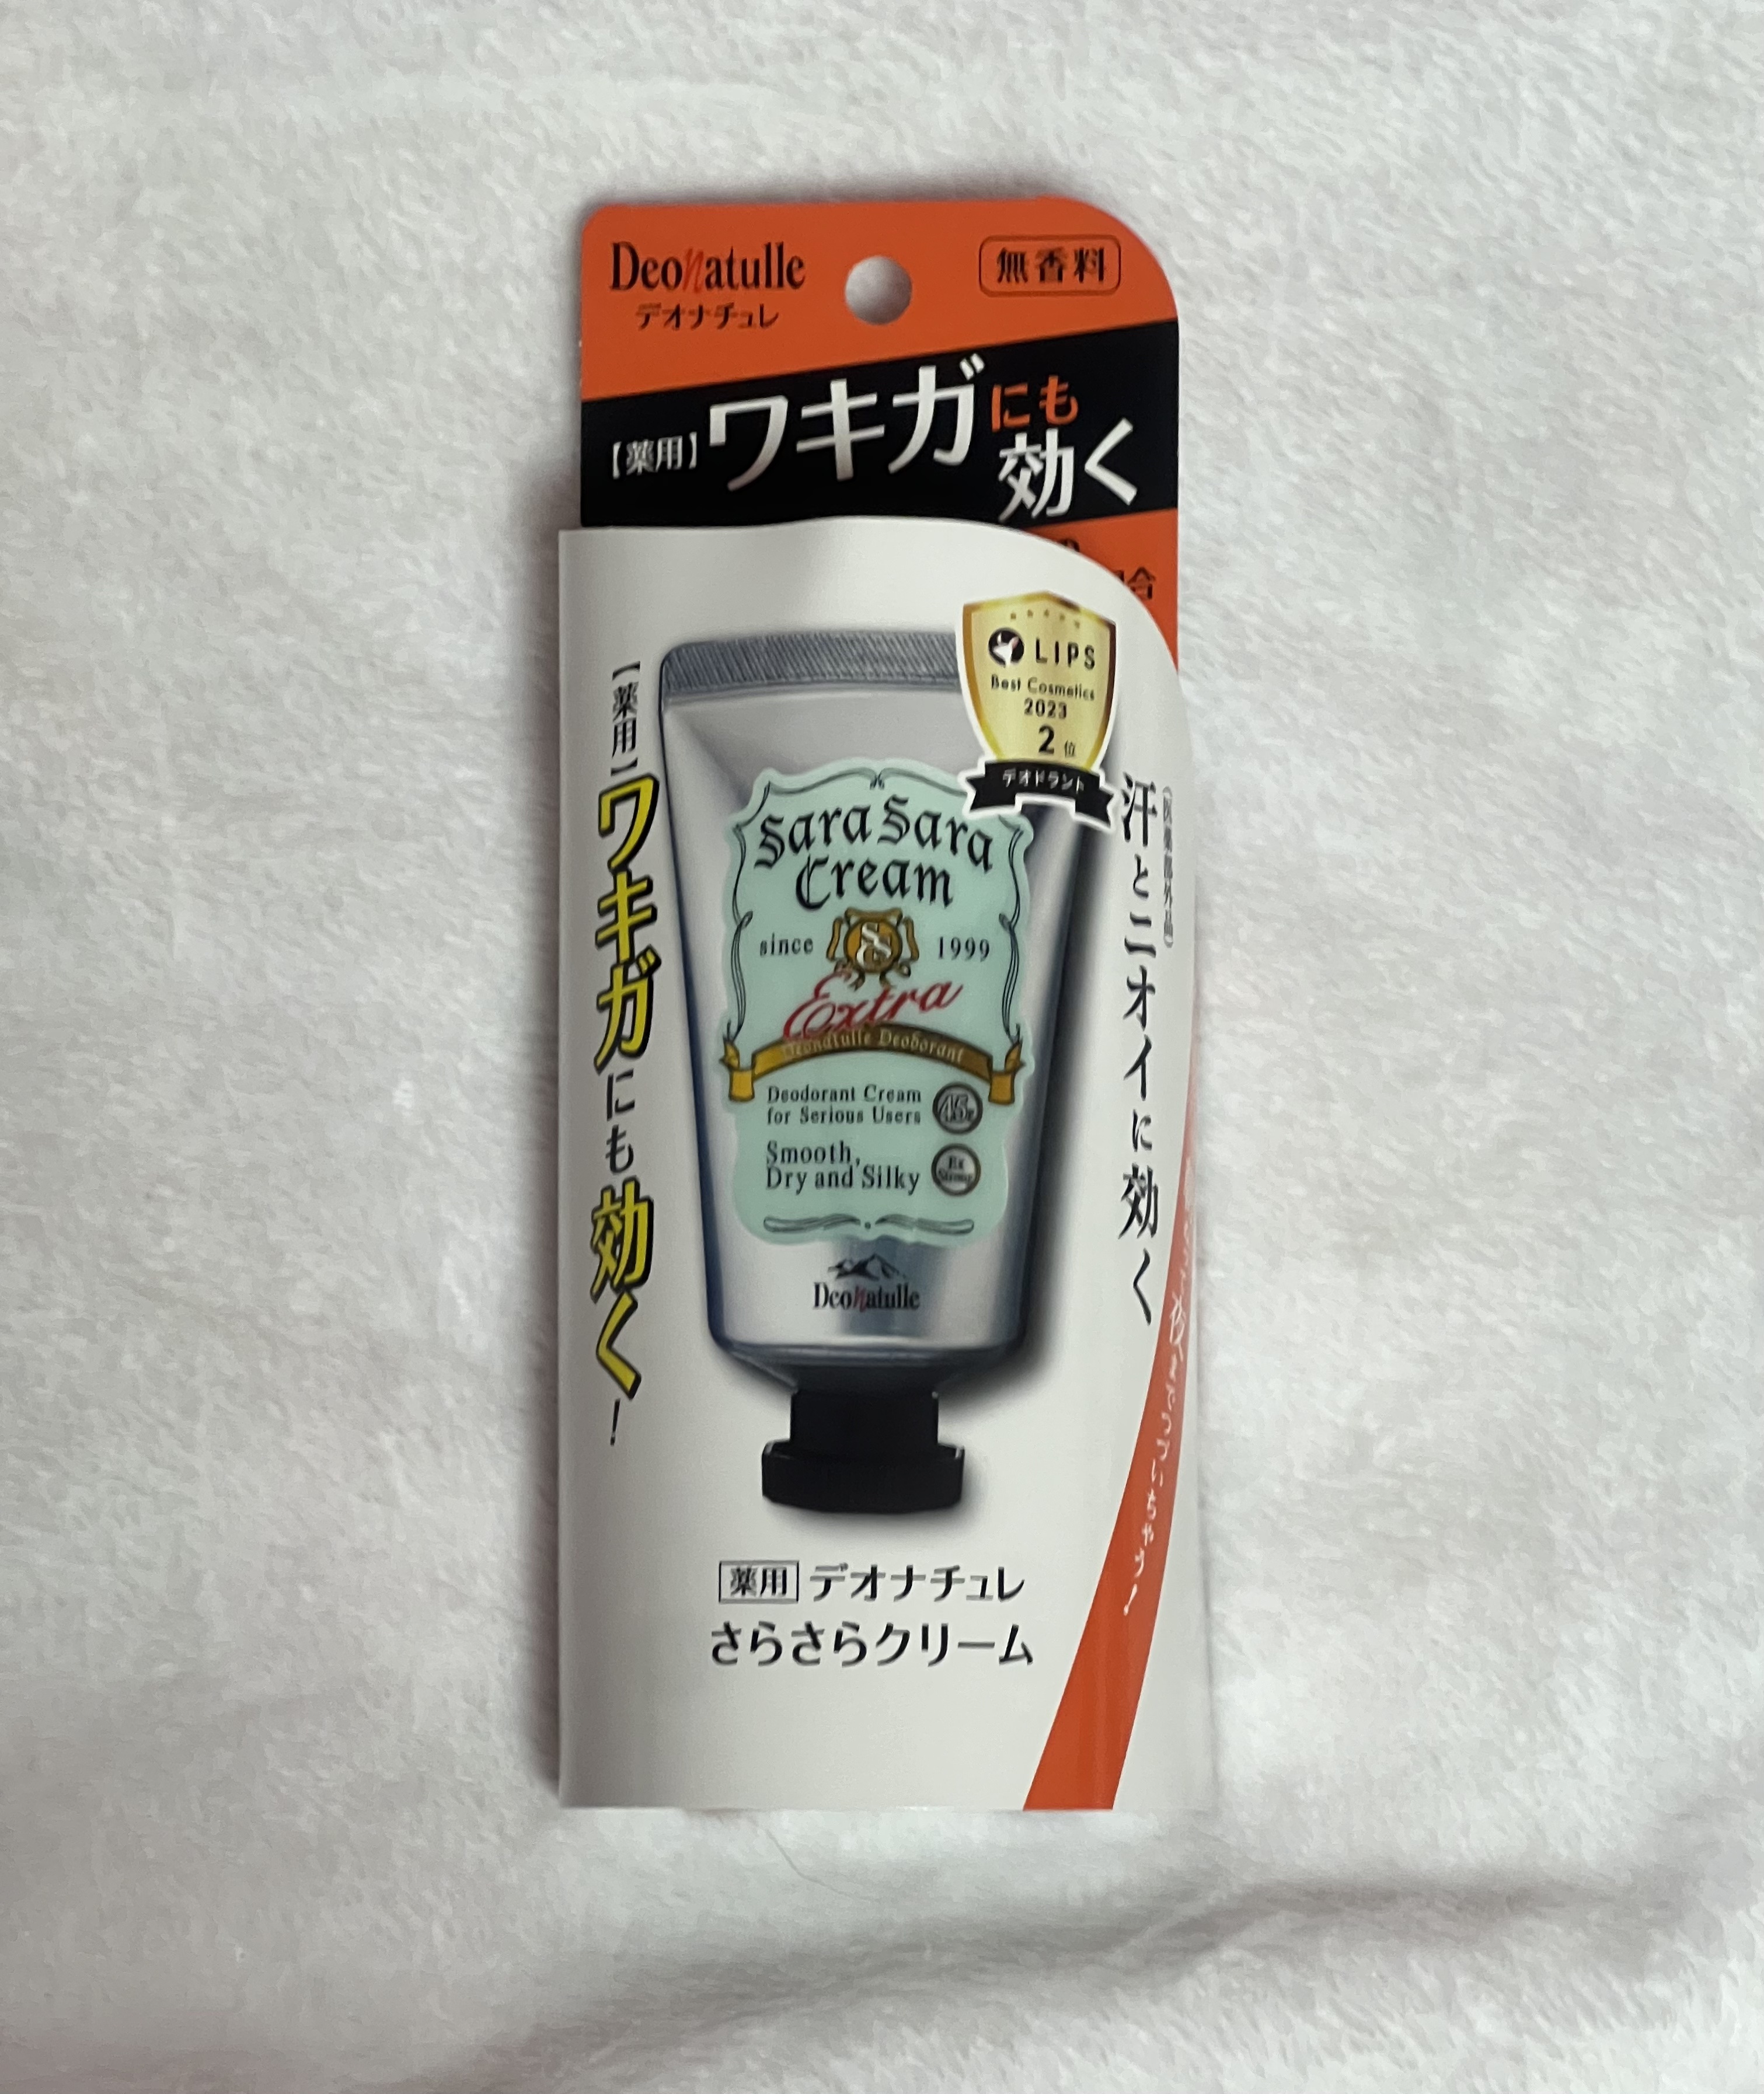 Deonatulle
デオナチュレ
無香料
【薬用】ワキガにも効く
合
LIPS
Best Cosmetics
2023
2位
デオドラント
【薬用】ワキガにも効く!
汗とニオイに効く
(医薬部外品)
Sara Sara
Cream
since 1999
Extra
Deonatulle Deodorant
Deodorant Cream
for Serious Users
45g
Smooth,
Dry and Silky
Ex
Strong
Deonatulle
薬用 デオナチュレ
さらさらクリーム